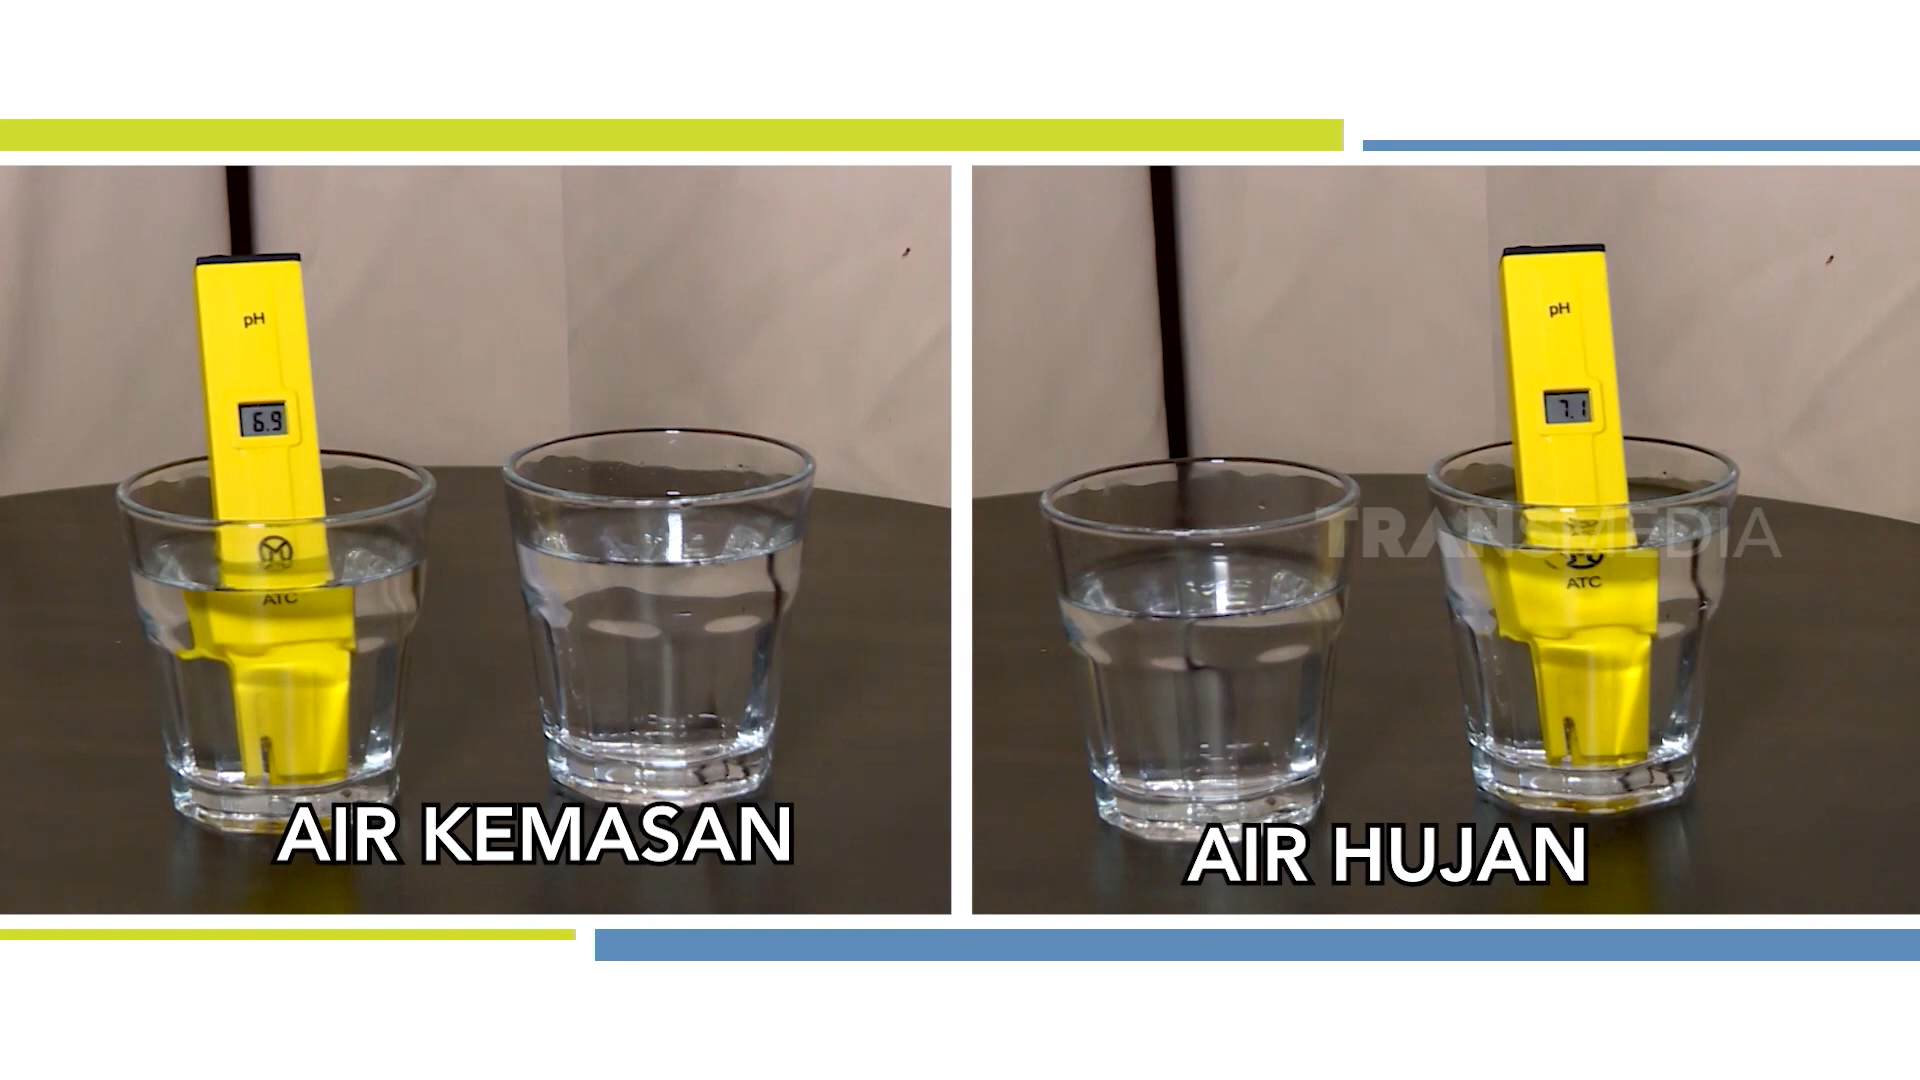 pH
6.9
ATC
AIR KEMASAN
pH
7.1
TRANSMEDIA
ATC
AIR HUJAN